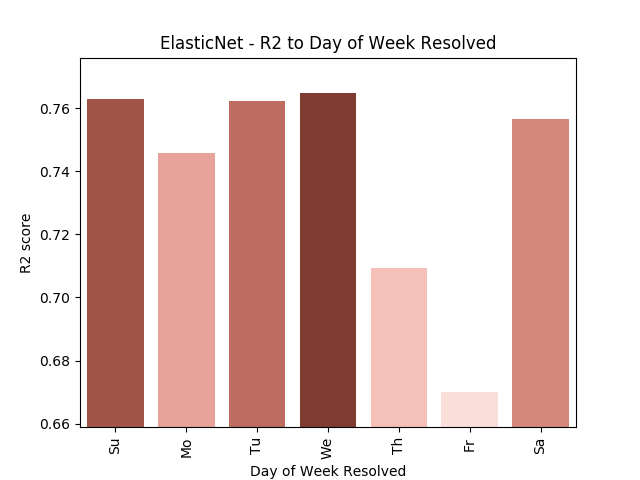 ElasticNet - R2 to Day of Week Resolved
R2 score
0.76
0.74
0.72
0.70
0.68
0.66
Su
Mo
Tu
We
Th
Fr
Sa
Day of Week Resolved